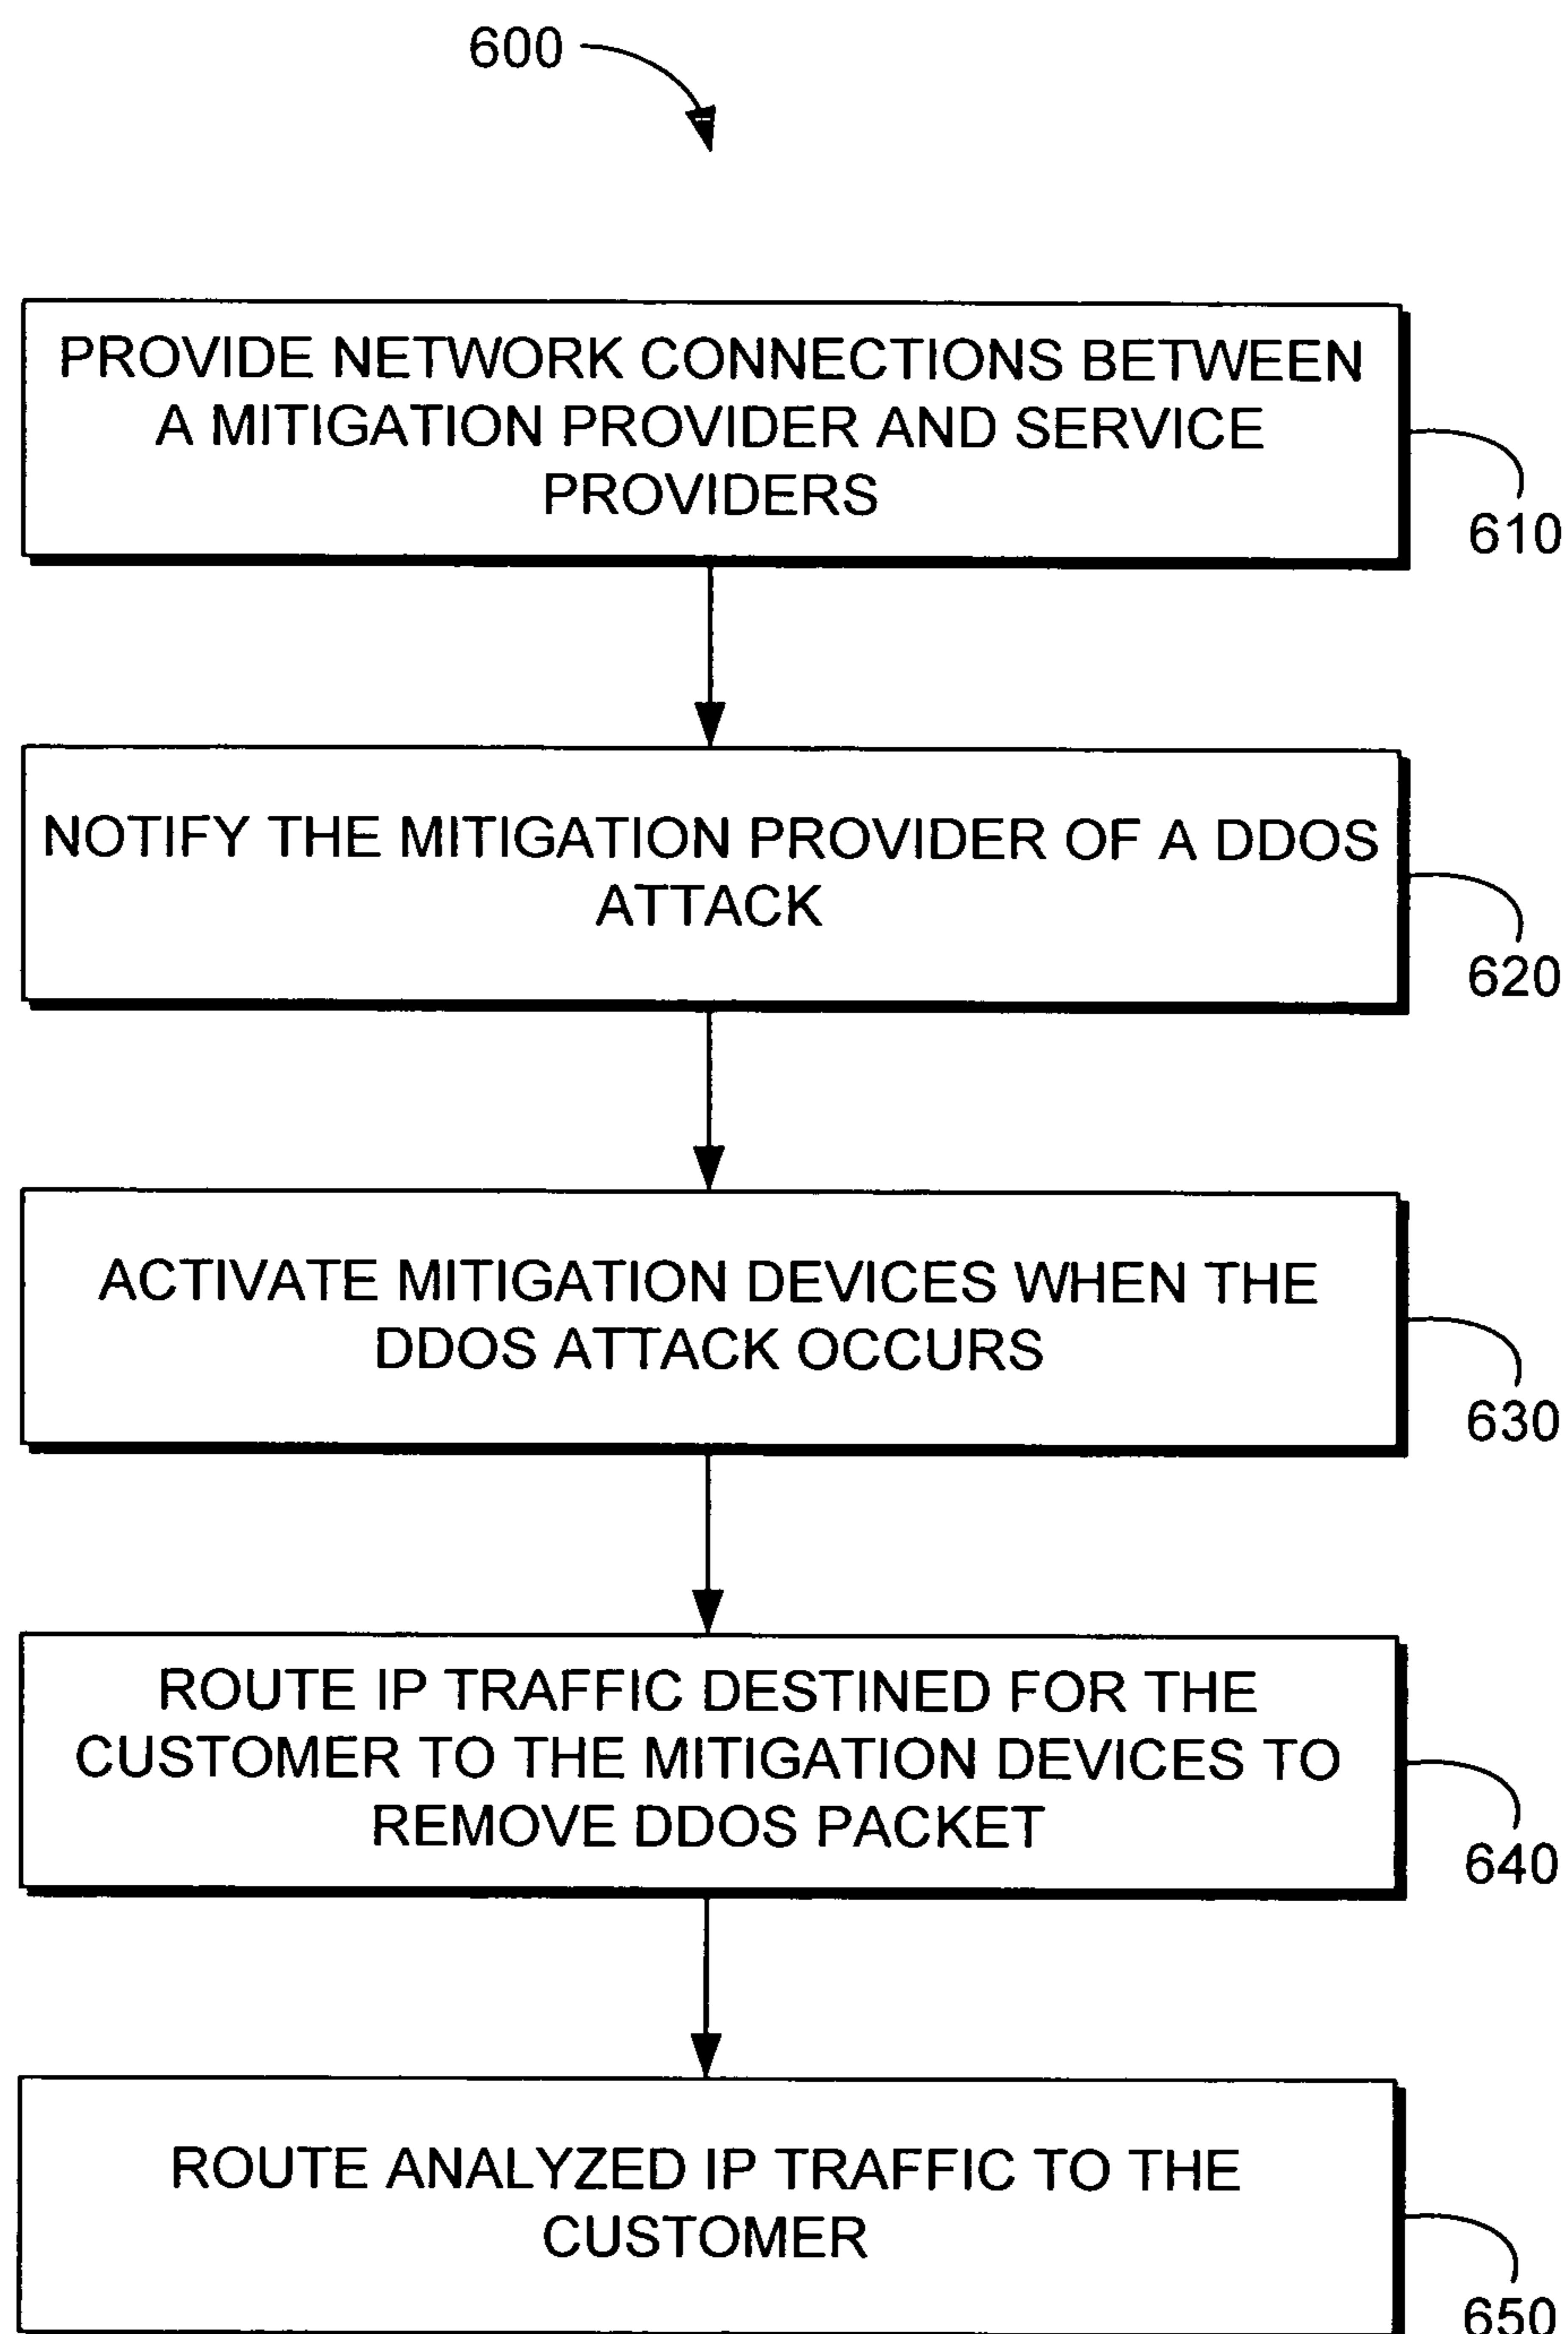 600
PROVIDE NETWORK CONNECTIONS BETWEEN
A MITIGATION PROVIDER AND SERVICE
PROVIDERS
610
NOTIFY THE MITIGATION PROVIDER OF A DDOS
ATTACK
620
ACTIVATE MITIGATION DEVICES WHEN THE
DDOS ATTACK OCCURS
630
ROUTE IP TRAFFIC DESTINED FOR THE
CUSTOMER TO THE MITIGATION DEVICES TO
REMOVE DDOS PACKET
640
ROUTE ANALYZED IP TRAFFIC TO THE
CUSTOMER
650